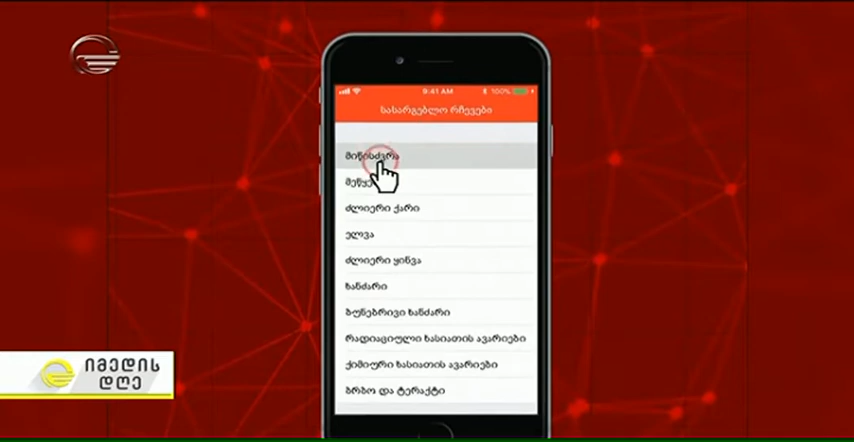 9:41 AM
100%
სასარგებლო რჩევები
მიწისძვრა
ძლიერი ქარი
ელვა
ძლიერი ყინვა
ხანძარი
ბუნებრივი ხანძარი
რადიაციული ხასიათის ავარიები
ქიმიური ხასიათის ავარიები
ბრბო და ტერაქტი
იმედის
დღე